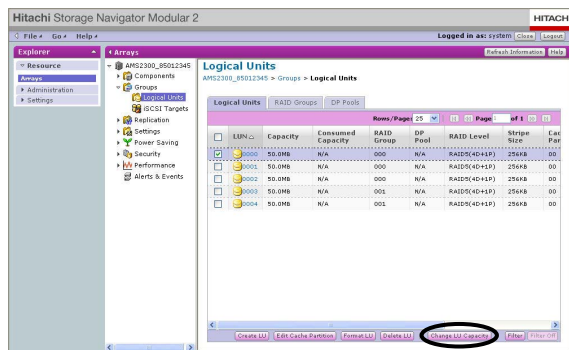 Hitachi Storage Navigator Modular 2
HITACH
File Go Help
Logged in as: system Close Logout
Explorer
Arrays
Refresh Information Help
Resource
Arrays
Administration
Settings
AMS2300_85012345
Components
Groups
Logical Units
iSCSI Targets
Replication
Settings
Power Saving
Security
Performance
Alerts & Events
Logical Units
AMS2300_85012345 > Groups > Logical Units
Logical Units RAID Groups DP Pools
Rows/Page: 25 Page 1 of 1
LUN Capacity Consumed Capacity RAID Group DP Pool RAID Level Stripe Size Cac Par
0000 50.0MB N/A 000 N/A RAID5(4D+1P) 256KB 00
0001 50.0MB N/A 000 N/A RAID5(4D+1P) 256KB 00
0002 50.0MB N/A 000 N/A RAID5(4D+1P) 256KB 00
0003 50.0MB N/A 001 N/A RAID5(4D+1P) 256KB 00
0004 50.0MB N/A 001 N/A RAID5(4D+1P) 256KB 00
Create LU Edit Cache Partition Format LU Delete LU Change LU Capacity Filter Filter Off